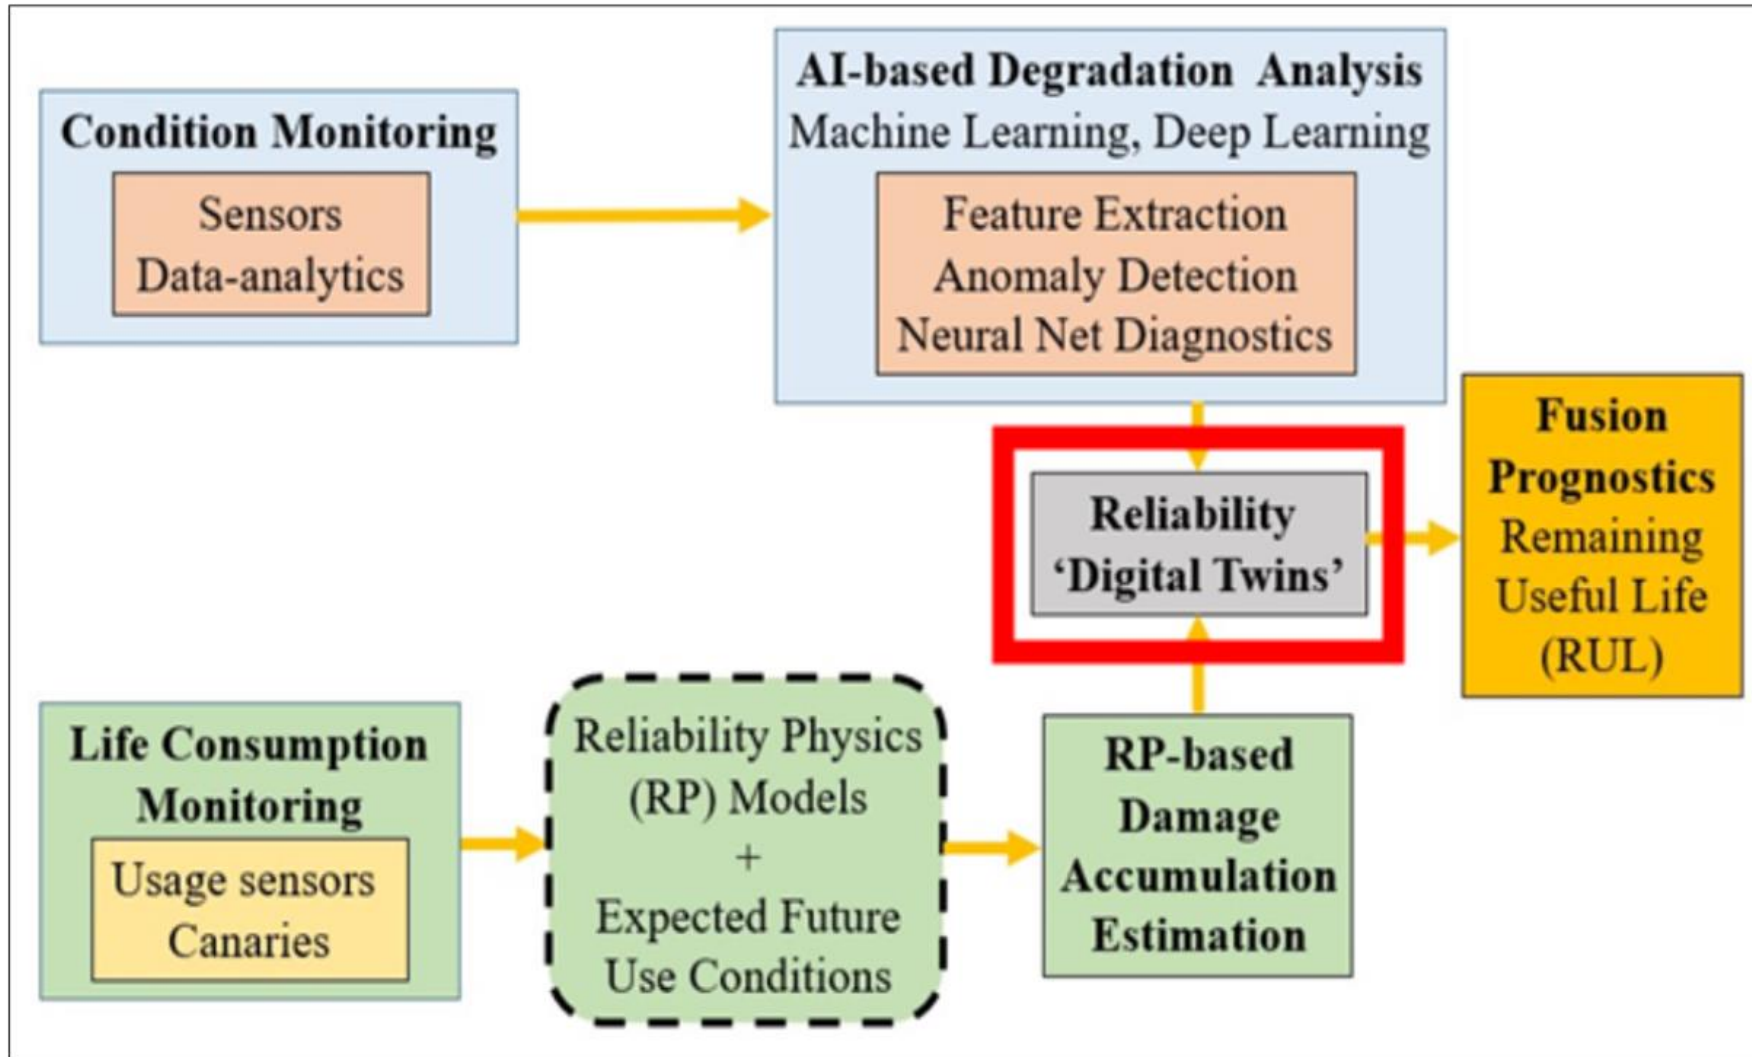 Condition Monitoring
Sensors
Data-analytics
AI-based Degradation Analysis
Machine Learning, Deep Learning
Feature Extraction
Anomaly Detection
Neural Net Diagnostics
Reliability
‘Digital Twins’
Fusion
Prognostics
Remaining
Useful Life
(RUL)
Life Consumption
Monitoring
Usage sensors
Canaries
Reliability Physics
(RP) Models
+
Expected Future
Use Conditions
RP-based
Damage
Accumulation
Estimation